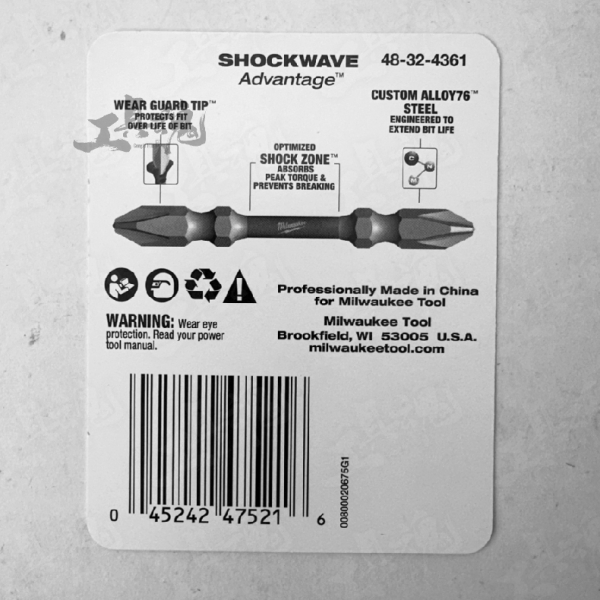 SHOCKWAVE 48-32-4361
Advantage™
WEAR GUARD TIP™
PROTECTS FIT
OVER LIFE OF BIT
CUSTOM ALLOY76™
STEEL
ENGINEERED TO
EXTEND BIT LIFE
OPTIMIZED
SHOCK ZONE™
ABSORBS
PEAK TORQUE &
PREVENTS BREAKING
Milwaukee
Professionally Made in China
for Milwaukee Tool
Milwaukee Tool
Brookfield, WI 53005 U.S.A.
milwaukeetool.com
WARNING: Wear eye
protection. Read your power
tool manual.
0 45242 47521 6
00800020675G1